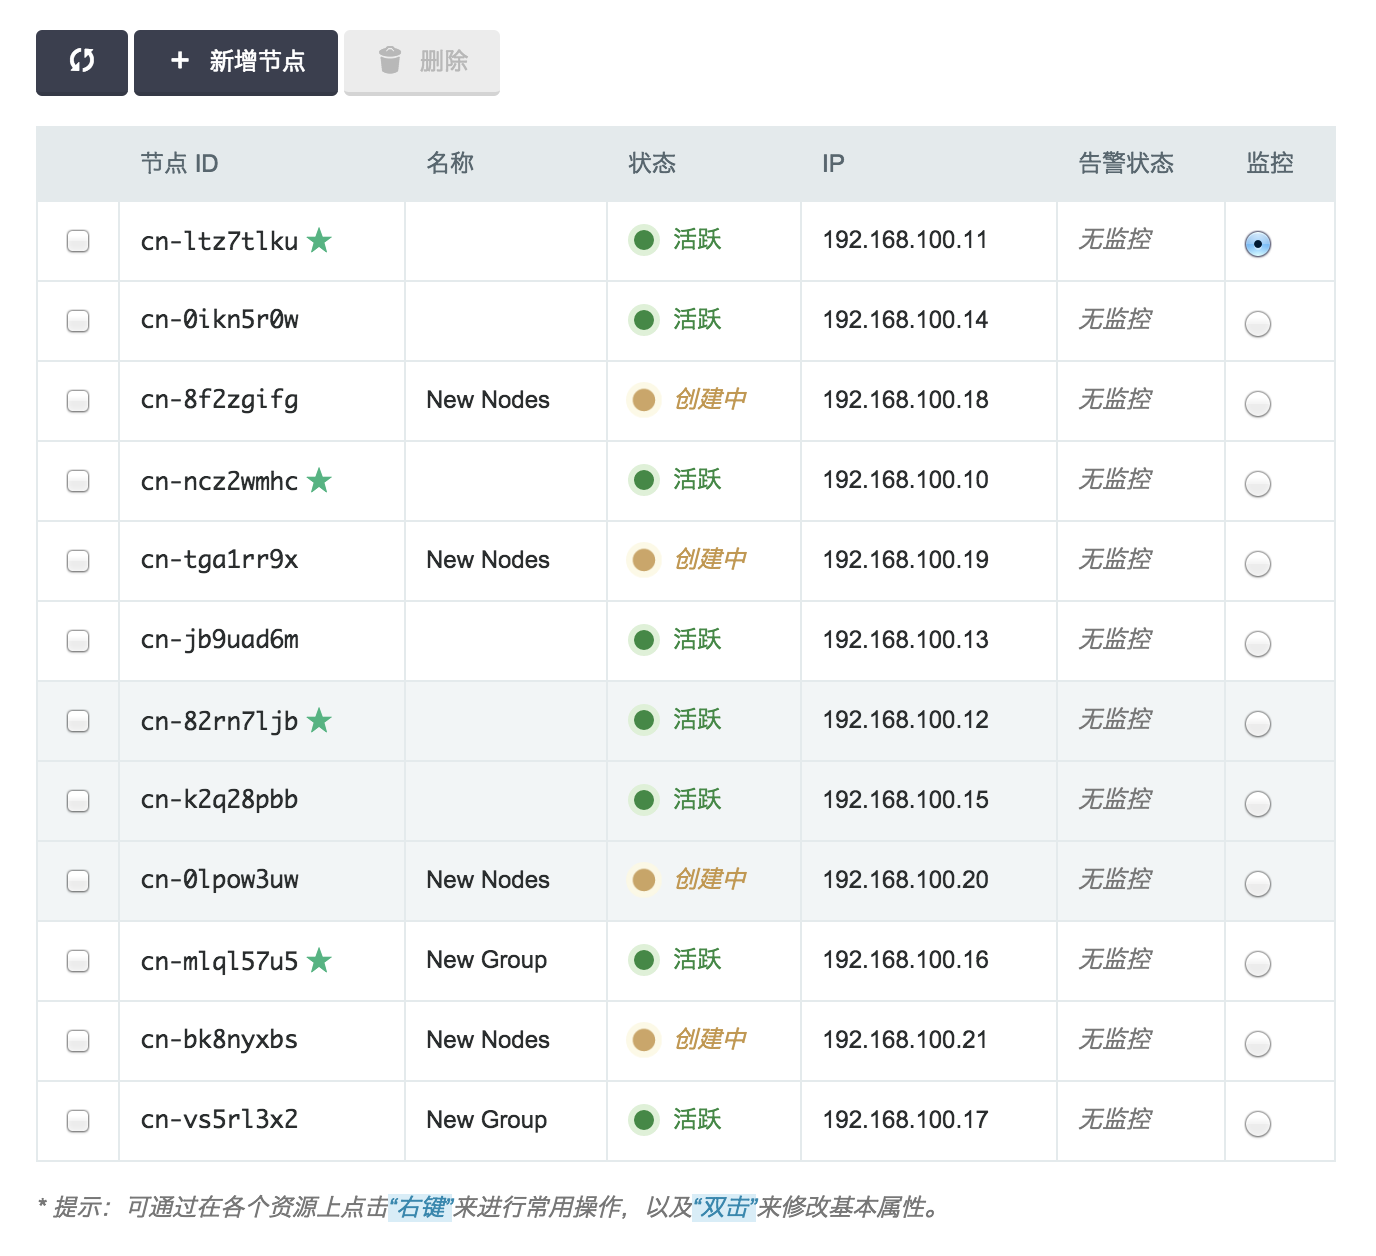 新增节点 删除
节点 ID 名称 状态 IP 告警状态 监控
cn-ltz7tlku 活跃 192.168.100.11 无监控
cn-0ikn5r0w 活跃 192.168.100.14 无监控
cn-8f2zgifg New Nodes 创建中 192.168.100.18 无监控
cn-ncz2wmhc 活跃 192.168.100.10 无监控
cn-tga1rr9x New Nodes 创建中 192.168.100.19 无监控
cn-jb9uad6m 活跃 192.168.100.13 无监控
cn-82rn7ljb 活跃 192.168.100.12 无监控
cn-k2q28pbb 活跃 192.168.100.15 无监控
cn-0lpow3uw New Nodes 创建中 192.168.100.20 无监控
cn-mlql57u5 New Group 活跃 192.168.100.16 无监控
cn-bk8nyxbs New Nodes 创建中 192.168.100.21 无监控
cn-vs5rl3x2 New Group 活跃 192.168.100.17 无监控
* 提示：可通过在各个资源上点击“右键”来进行常用操作，以及“双击”来修改基本属性。